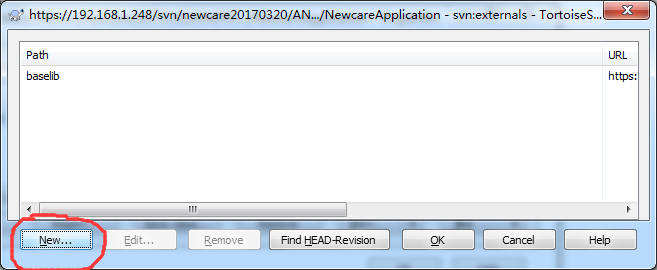 https://192.168.1.248/svn/newcare20170320/AN.../NewcareApplication - svn:externals - TortoiseS...
Path URL
baselib https:
New... Edit... Remove Find HEAD-Revision OK Cancel Help